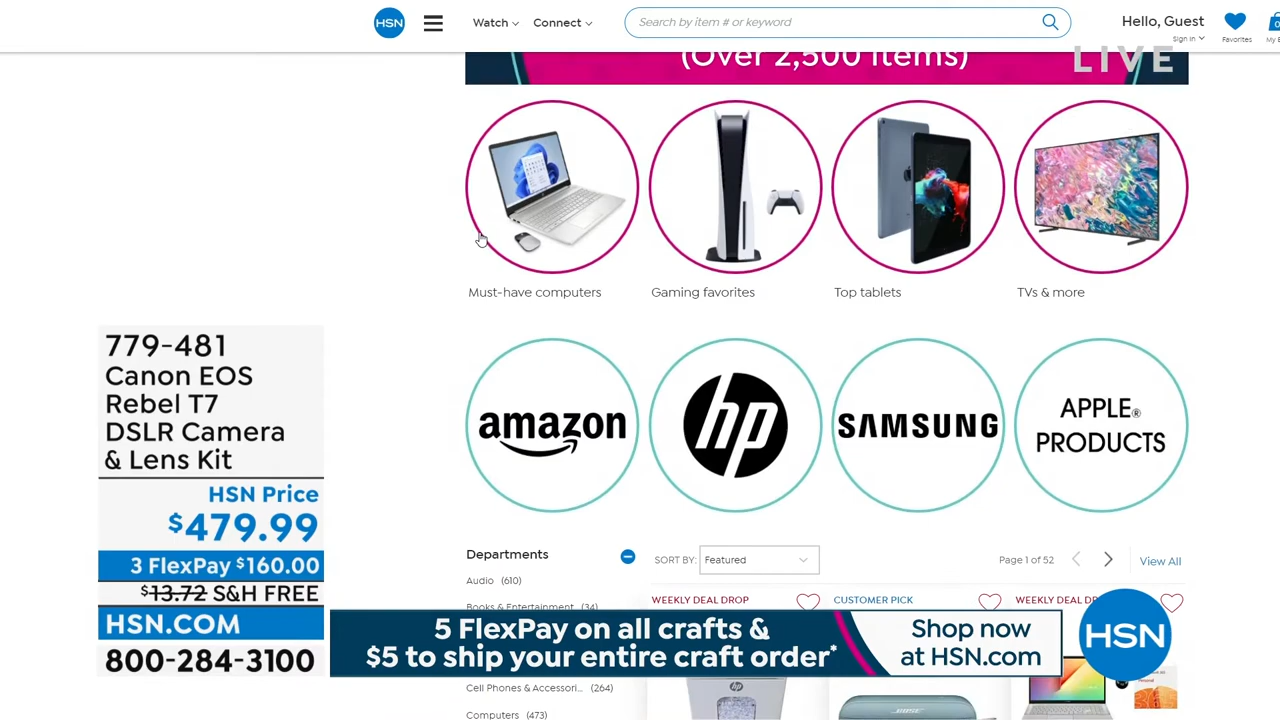 HSN
Watch
Connect
Search by item # or keyword
Hello, Guest
Sign In
Favorites
0
(Over 2,500 Items)
LIVE
Must-have computers
Gaming favorites
Top tablets
TVs & more
amazon
hp
SAMSUNG
APPLE®
PRODUCTS
779-481
Canon EOS
Rebel T7
DSLR Camera
& Lens Kit
HSN Price
$479.99
3 FlexPay $160.00
$13.72 S&H FREE
HSN.COM
800-284-3100
Departments
Audio (610)
Books & Entertainment (34)
Cell Phones & Accessori... (264)
Computers (473)
SORT BY:
Featured
Page 1 of 52
View All
WEEKLY DEAL DROP
CUSTOMER PICK
WEEKLY DEAL
5 FlexPay on all crafts &
$5 to ship your entire craft order*
Shop now
at HSN.com
HSN
hp
BOSE